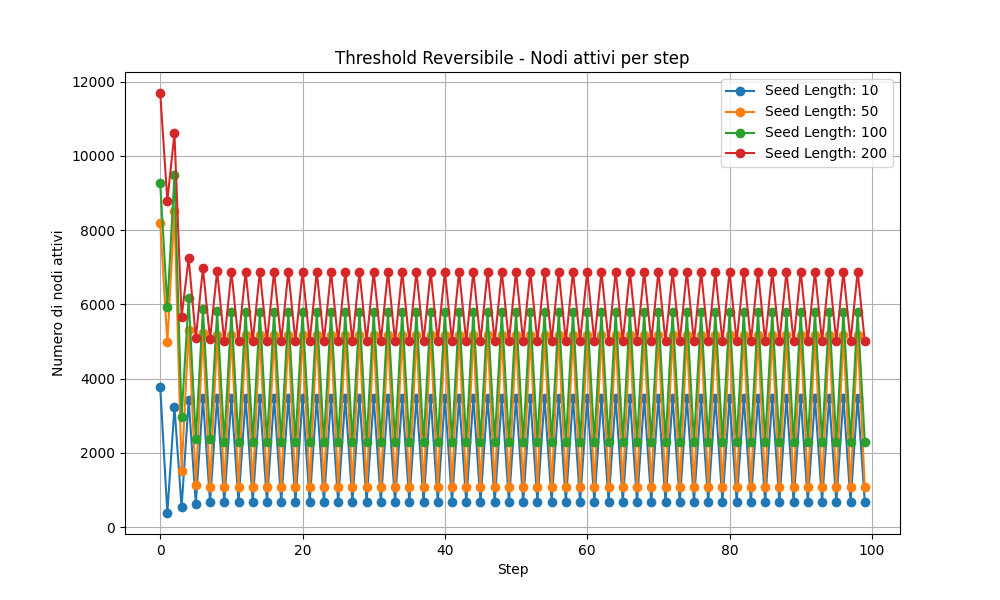 Threshold Reversibile - Nodi attivi per step
Seed Length: 10
Seed Length: 50
Seed Length: 100
Seed Length: 200
12000
10000
8000
6000
4000
2000
0
Numero di nodi attivi
0 20 40 60 80 100
Step